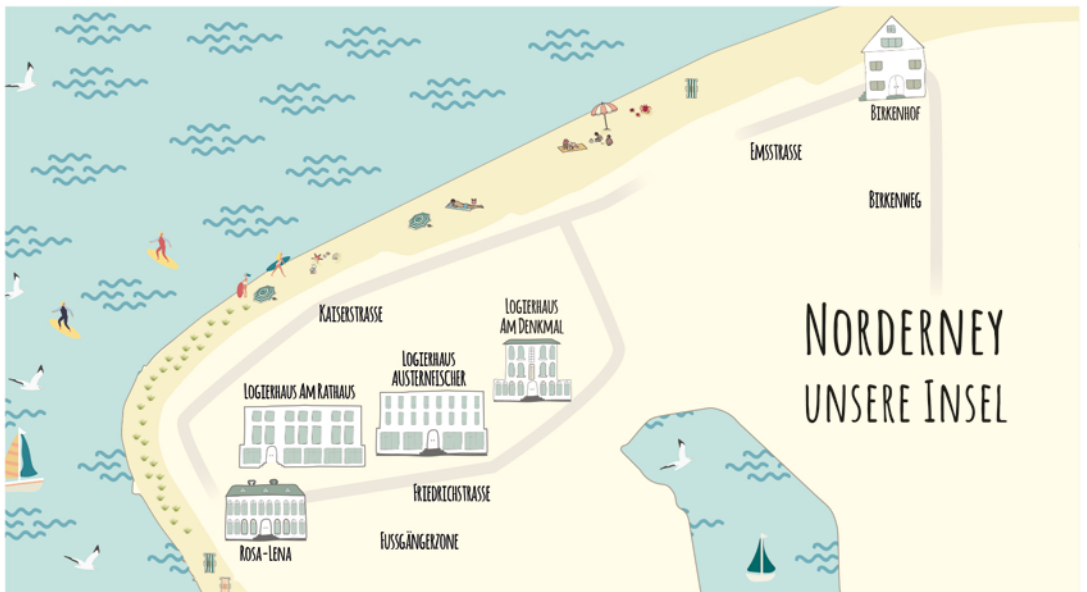 Birkenhof
Emsstrasse
Birkenweg
Kaiserstrasse
Logierhaus
Am Denkmal
Logierhaus
Austernfischer
Logierhaus Am Rathaus
Norderney
unsere Insel
Friedrichstrasse
Fussgängerzone
Rosa-Lena